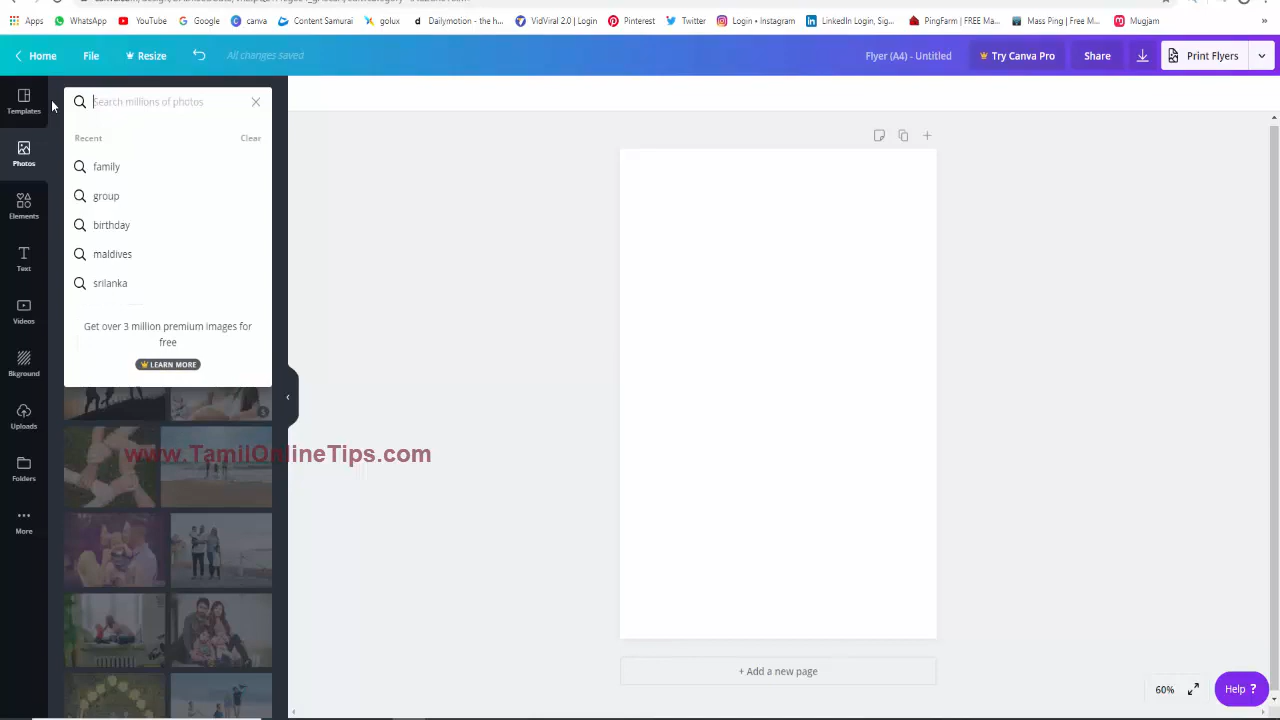 Apps
WhatsApp
YouTube
Google
canva
Content Samurai
golux
Dailymotion - the h...
VidViral 2.0 | Login
Pinterest
Twitter
Login • Instagram
LinkedIn Login, Sig...
PingFarm | FREE Ma...
Mass Ping | Free M...
Mugjam
»
Home
File
Resize
All changes saved
Flyer (A4) - Untitled
Try Canva Pro
Share
Print Flyers
Templates
Photos
Elements
Text
Videos
Bkground
Uploads
Folders
More
Search millions of photos
Recent Clear
family
group
birthday
maldives
srilanka
Get over 3 million premium images for
free
LEARN MORE
www.TamilOnlineTips.com
+ Add a new page
60%
Help ?